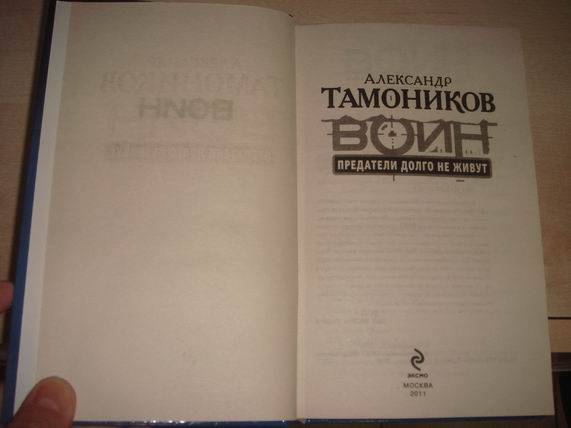 АЛЕКСАНДР
ТАМОНИКОВ
ВОИН
ПРЕДАТЕЛИ ДОЛГО НЕ ЖИВУТ
ЭКСМО
МОСКВА
2011